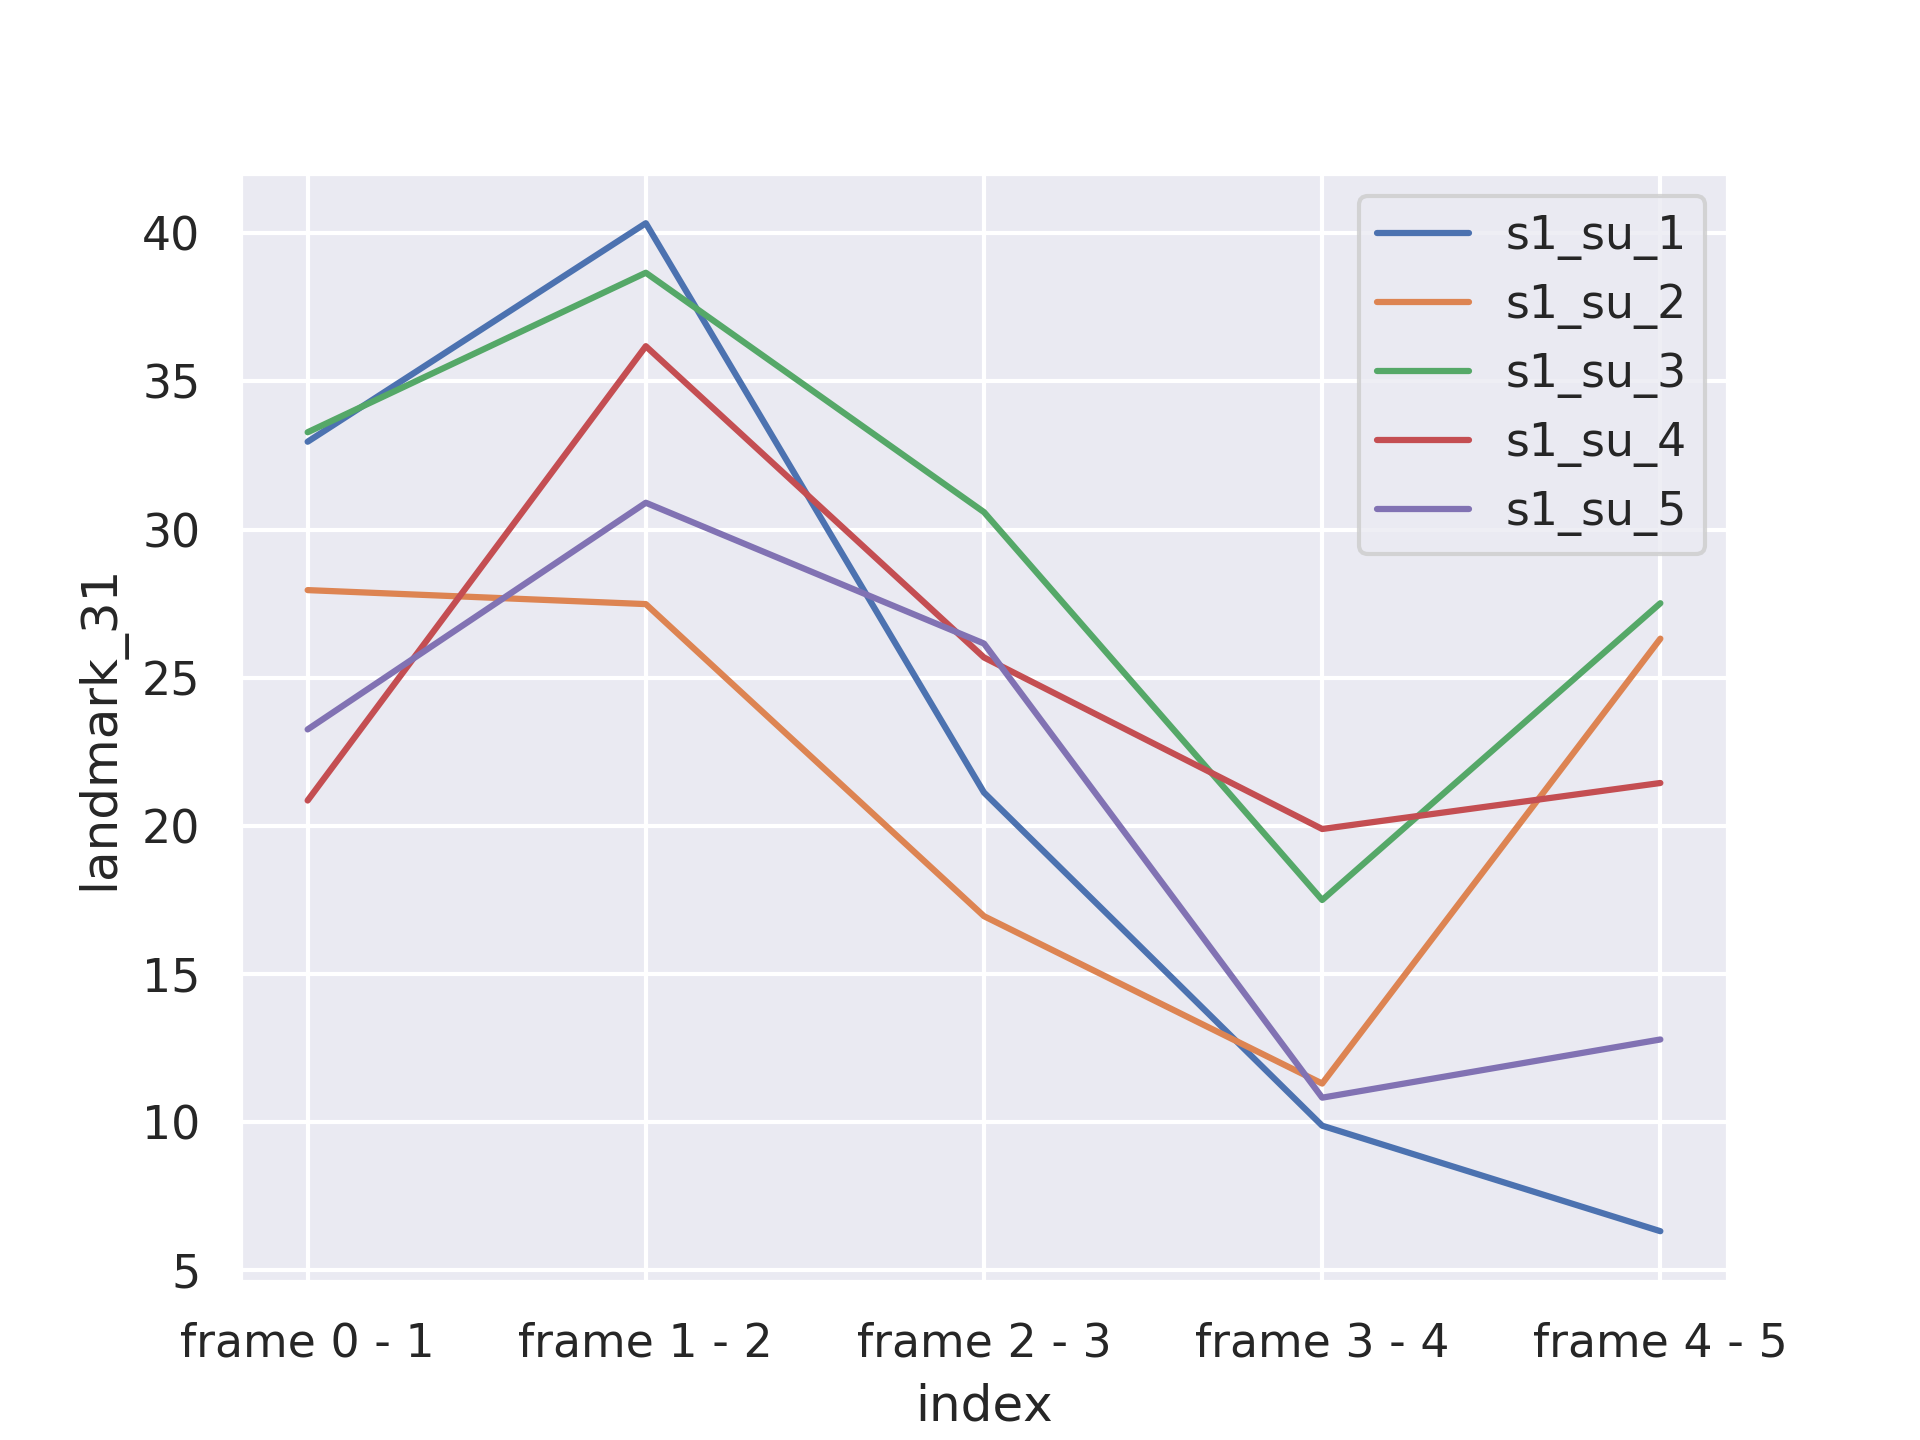 s1_su_1
s1_su_2
s1_su_3
s1_su_4
s1_su_5
landmark_31
40
35
30
25
20
15
10
5
frame 0 - 1
frame 1 - 2
frame 2 - 3
frame 3 - 4
frame 4 - 5
index